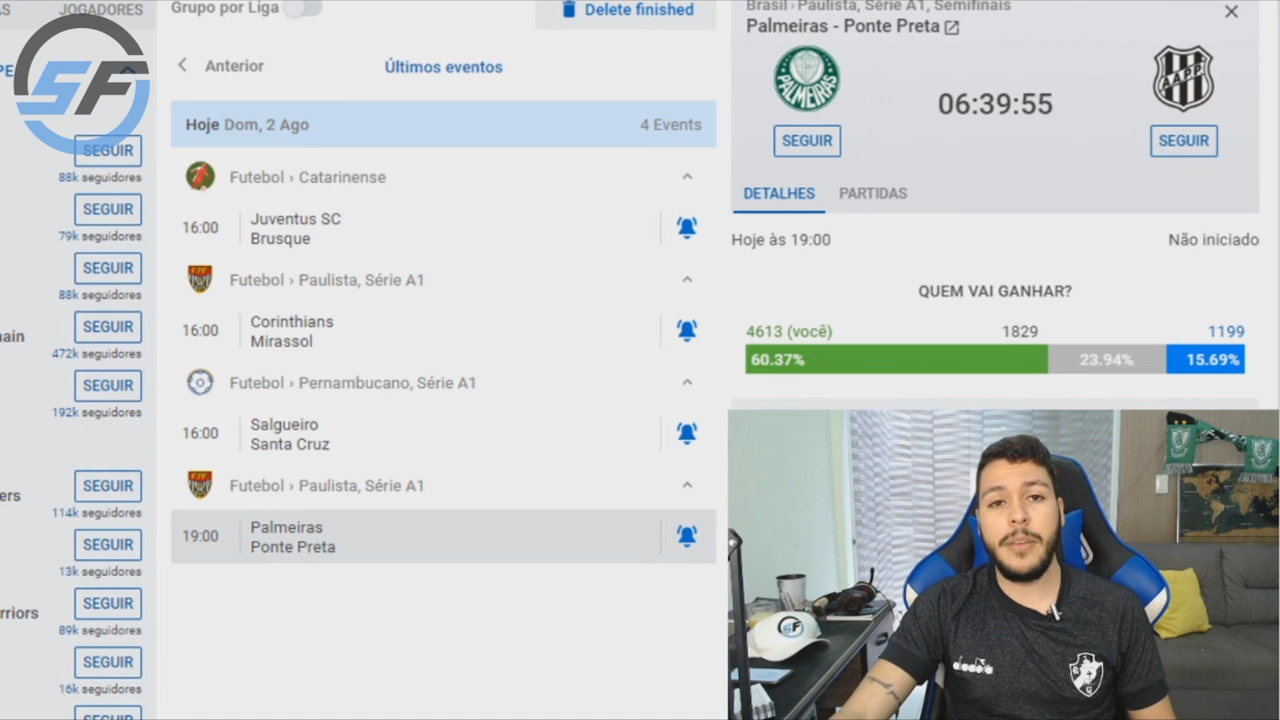 JOGADORES
SEGUIR
88k seguidores
SEGUIR
79k seguidores
SEGUIR
88k seguidores
SEGUIR
472k seguidores
SEGUIR
192k seguidores
SEGUIR
114k seguidores
SEGUIR
13k seguidores
SEGUIR
89k seguidores
SEGUIR
16k seguidores
SEGUIR
SF
Grupo por Liga
Delete finished
Anterior
Últimos eventos
Hoje Dom, 2 Ago
4 Events
Futebol › Catarinense
16:00
Juventus SC
Brusque
Futebol › Paulista, Série A1
16:00
Corinthians
Mirassol
Futebol › Pernambucano, Série A1
16:00
Salgueiro
Santa Cruz
Futebol › Paulista, Série A1
19:00
Palmeiras
Ponte Preta
Brasil › Paulista, Série A1, Semifinais
Palmeiras - Ponte Preta
PALMEIRAS
AAPP
06:39:55
SEGUIR
SEGUIR
DETALHES
PARTIDAS
Hoje às 19:00
Não iniciado
QUEM VAI GANHAR?
4613 (você)
1829
1199
60.37%
23.94%
15.69%
SF
diadora